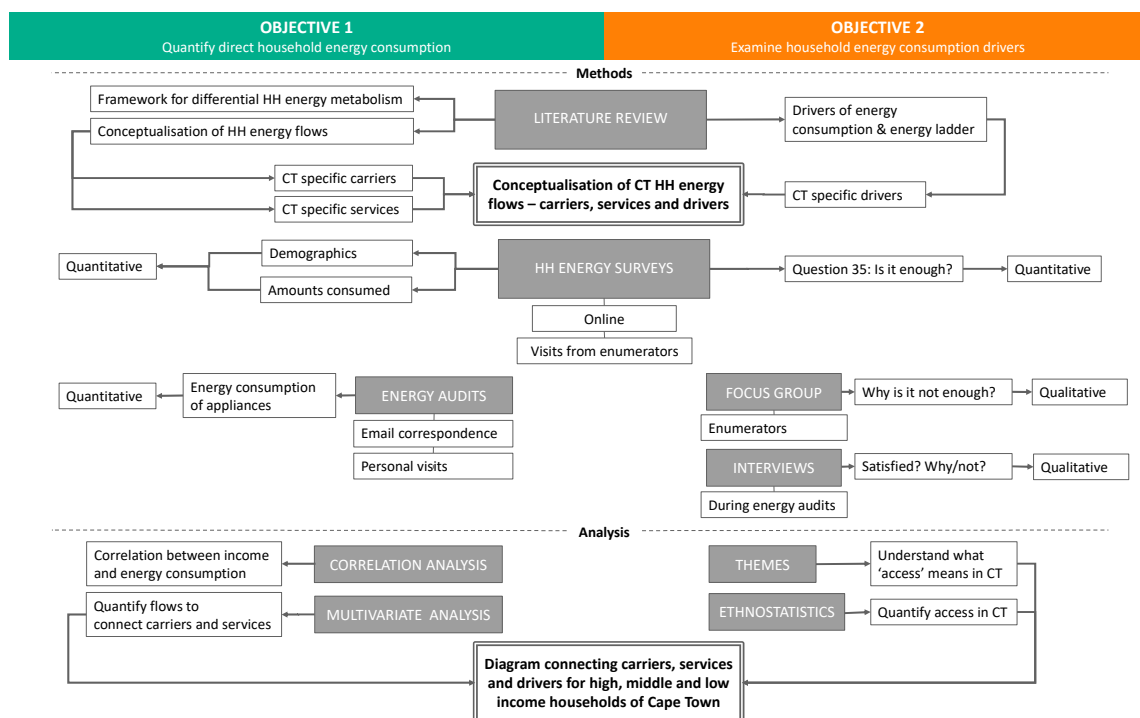 OBJECTIVE 1
Quantify direct household energy consumption
OBJECTIVE 2
Examine household energy consumption drivers
Methods
Framework for differential HH energy metabolism
Conceptualisation of HH energy flows
LITERATURE REVIEW
Drivers of energy
consumption & energy ladder
CT specific carriers
CT specific services
Conceptualisation of CT HH energy
flows – carriers, services and drivers
CT specific drivers
Quantitative
Demographics
Amounts consumed
HH ENERGY SURVEYS
Question 35: Is it enough?
Quantitative
Online
Visits from enumerators
Quantitative
Energy consumption
of appliances
ENERGY AUDITS
Email correspondence
Personal visits
FOCUS GROUP
Why is it not enough?
Qualitative
Enumerators
INTERVIEWS
Satisfied? Why/not?
Qualitative
During energy audits
Analysis
Correlation between income
and energy consumption
CORRELATION ANALYSIS
THEMES
Understand what
‘access’ means in CT
Quantify flows to
connect carriers and services
MULTIVARIATE ANALYSIS
ETHNOSTATISTICS
Quantify access in CT
Diagram connecting carriers, services
and drivers for high, middle and low
income households of Cape Town